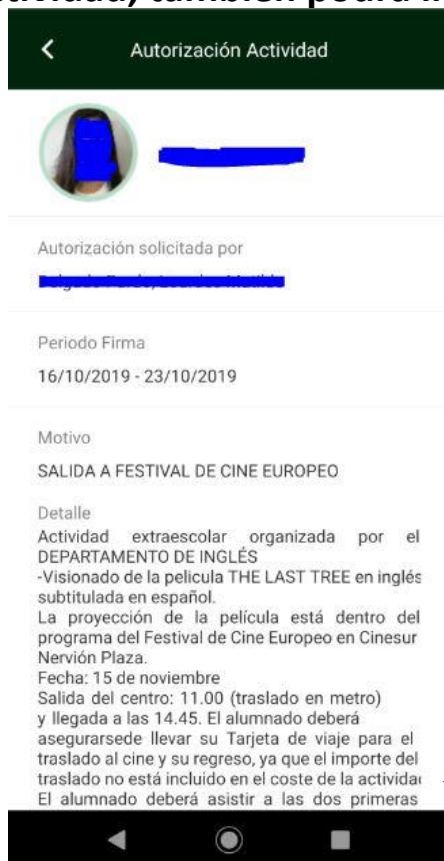 tividad, también podrá
Autorización Actividad
Autorización solicitada por
Periodo Firma
16/10/2019 - 23/10/2019
Motivo
SALIDA A FESTIVAL DE CINE EUROPEO
Detalle
Actividad extraescolar organizada por el
DEPARTAMENTO DE INGLÉS
-Visionado de la pelicula THE LAST TREE en inglés
subtitulada en español.
La proyección de la película está dentro del
programa del Festival de Cine Europeo en Cinesur
Nervión Plaza.
Fecha: 15 de noviembre
Salida del centro: 11.00 (traslado en metro)
y llegada a las 14.45. El alumnado deberá
asegurarsede llevar su Tarjeta de viaje para el
traslado al cine y su regreso, ya que el importe del
traslado no está incluido en el coste de la actividad
El alumnado deberá asistir a las dos primeras